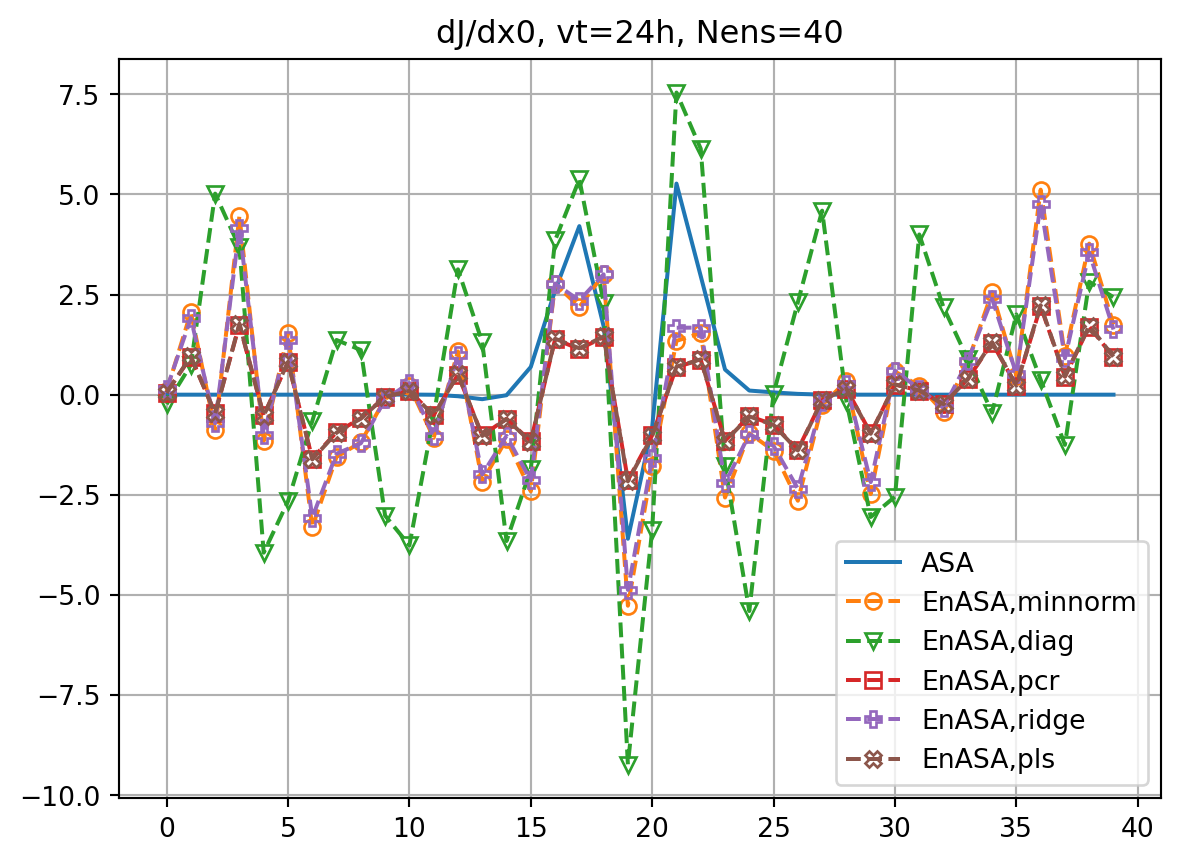 dJ/dx0, vt=24h, Nens=40
7.5
5.0
2.5
0.0
−2.5
−5.0
−7.5
−10.0
0 5 10 15 20 25 30 35 40
ASA
EnASA,minnorm
EnASA,diag
EnASA,pcr
EnASA,ridge
EnASA,pls